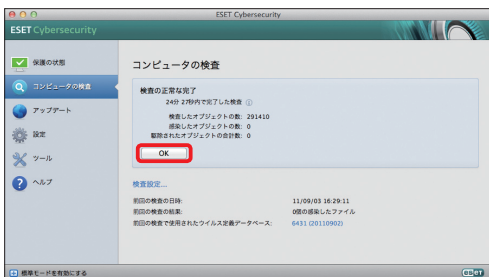 ESET Cybersecurity
ESET Cybersecurity
保護の状態
コンピュータの検査
アップデート
設定
ツール
ヘルプ
コンピュータの検査
検査の正常な完了
24分 27秒内で完了した検査
検査したオブジェクトの数: 291410
感染したオブジェクトの数: 0
駆除されたオブジェクトの合計数: 0
OK
検査設定...
前回の検査の日時: 11/09/03 16:29:11
前回の検査の結果: 0個の感染したファイル
前回の検査で使用されたウイルス定義データベース: 6431 (20110902)
標準モードを有効にする
eset